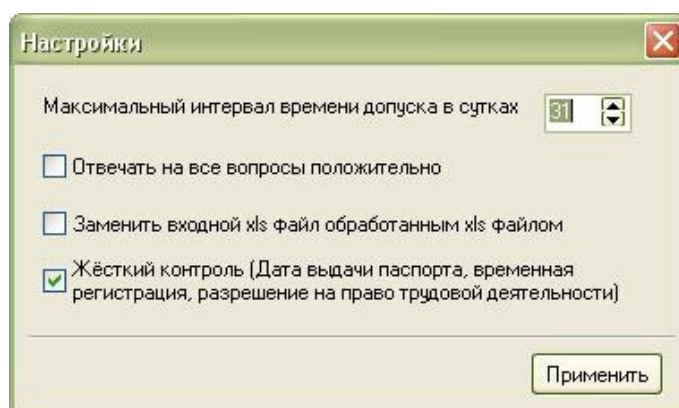 Настройки
Максимальный интервал времени допуска в сутках 31
Отвечать на все вопросы положительно
Заменить входной xls файл обработанным xls файлом
Жёсткий контроль (Дата выдачи паспорта, временная
регистрация, разрешение на право трудовой деятельности)
Применить